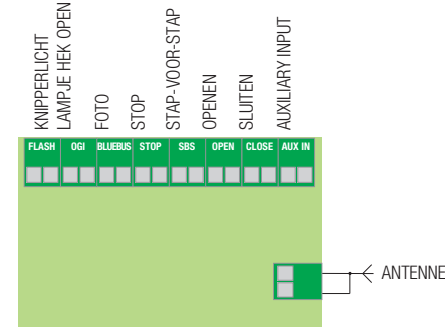 KNIPPERLICHT
LAMPJE HEK OPEN
FOTO
STOP
STAP-VOOR-STAP
OPENEN
SLUITEN
AUXILIARY INPUT
FLASH OGI BLUEBUS STOP SBS OPEN CLOSE AUX IN
ANTENNE